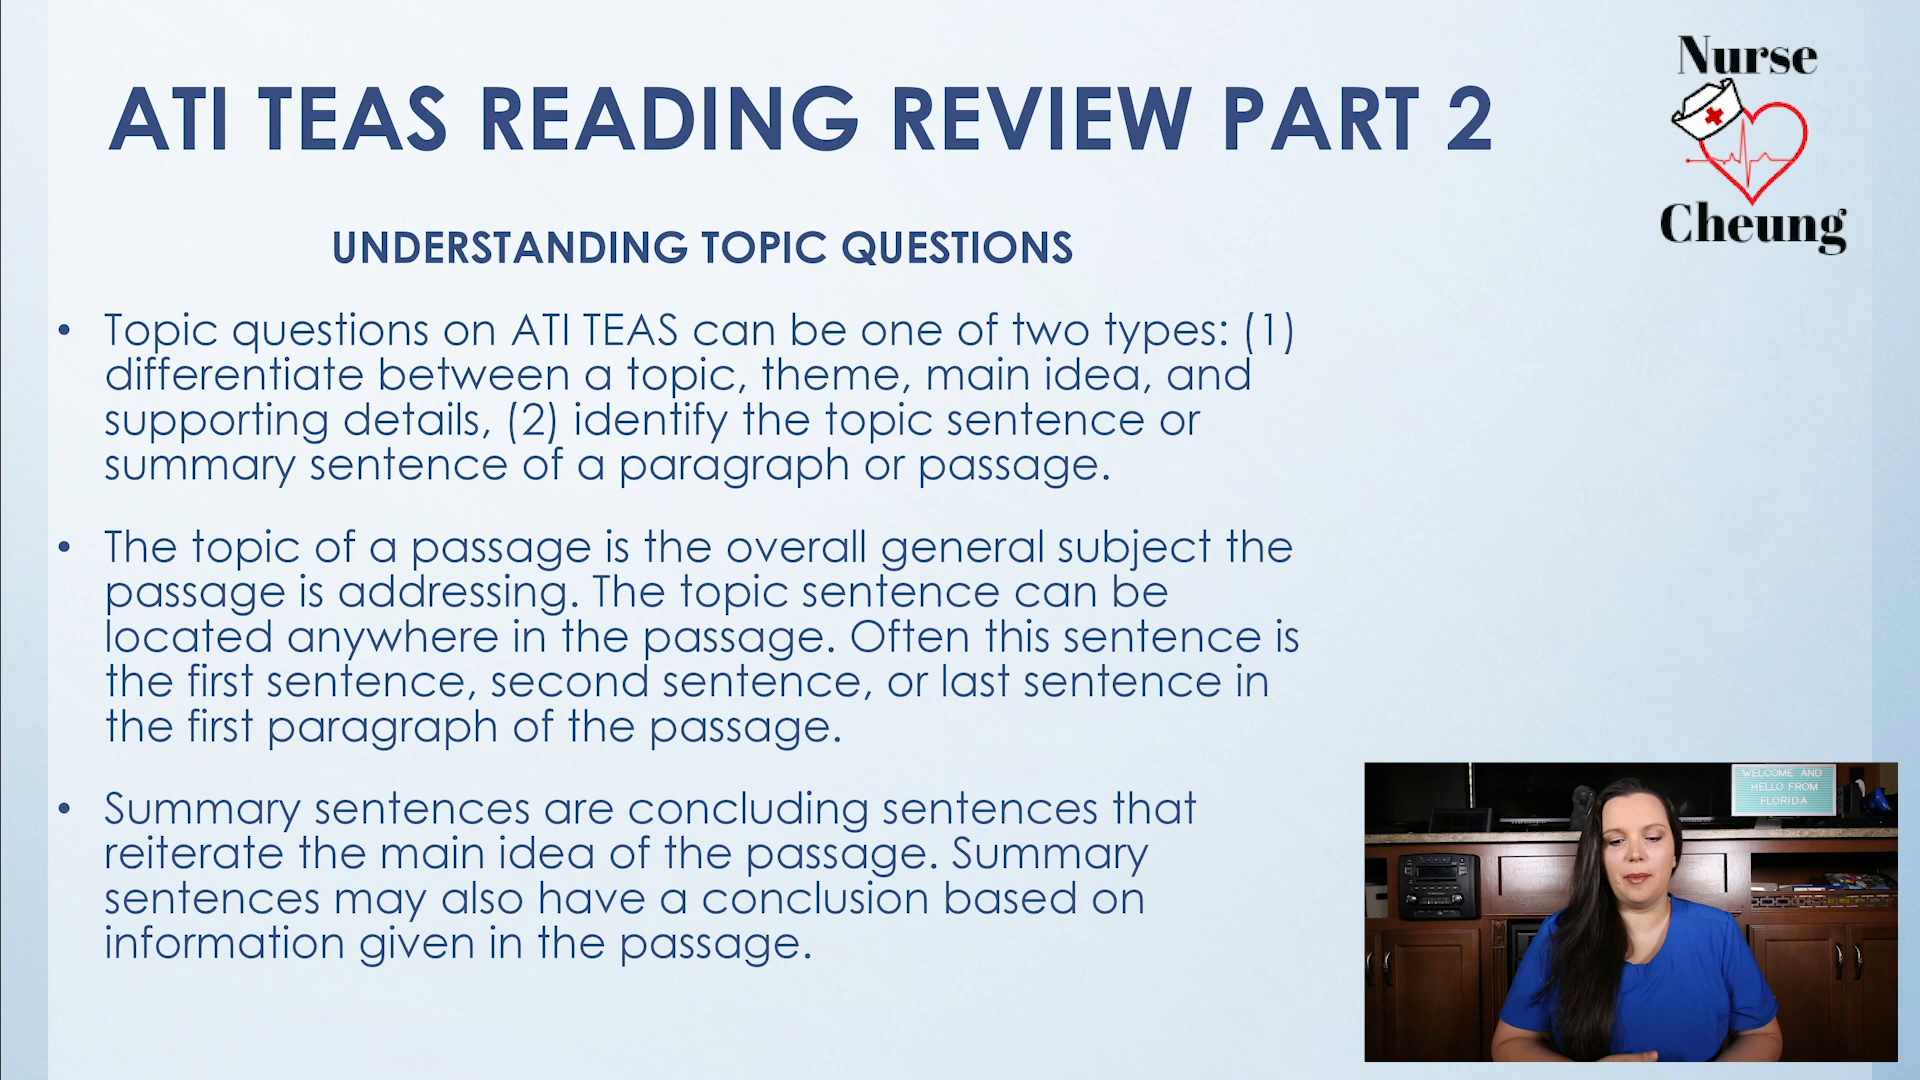 Nurse
Cheung
ATI TEAS READING REVIEW PART 2
UNDERSTANDING TOPIC QUESTIONS
• Topic questions on ATI TEAS can be one of two types: (1)
differentiate between a topic, theme, main idea, and
supporting details, (2) identify the topic sentence or
summary sentence of a paragraph or passage.
• The topic of a passage is the overall general subject the
passage is addressing. The topic sentence can be
located anywhere in the passage. Often this sentence is
the first sentence, second sentence, or last sentence in
the first paragraph of the passage.
• Summary sentences are concluding sentences that
reiterate the main idea of the passage. Summary
sentences may also have a conclusion based on
information given in the passage.
WELCOME AND
HELLO FROM
FLORIDA